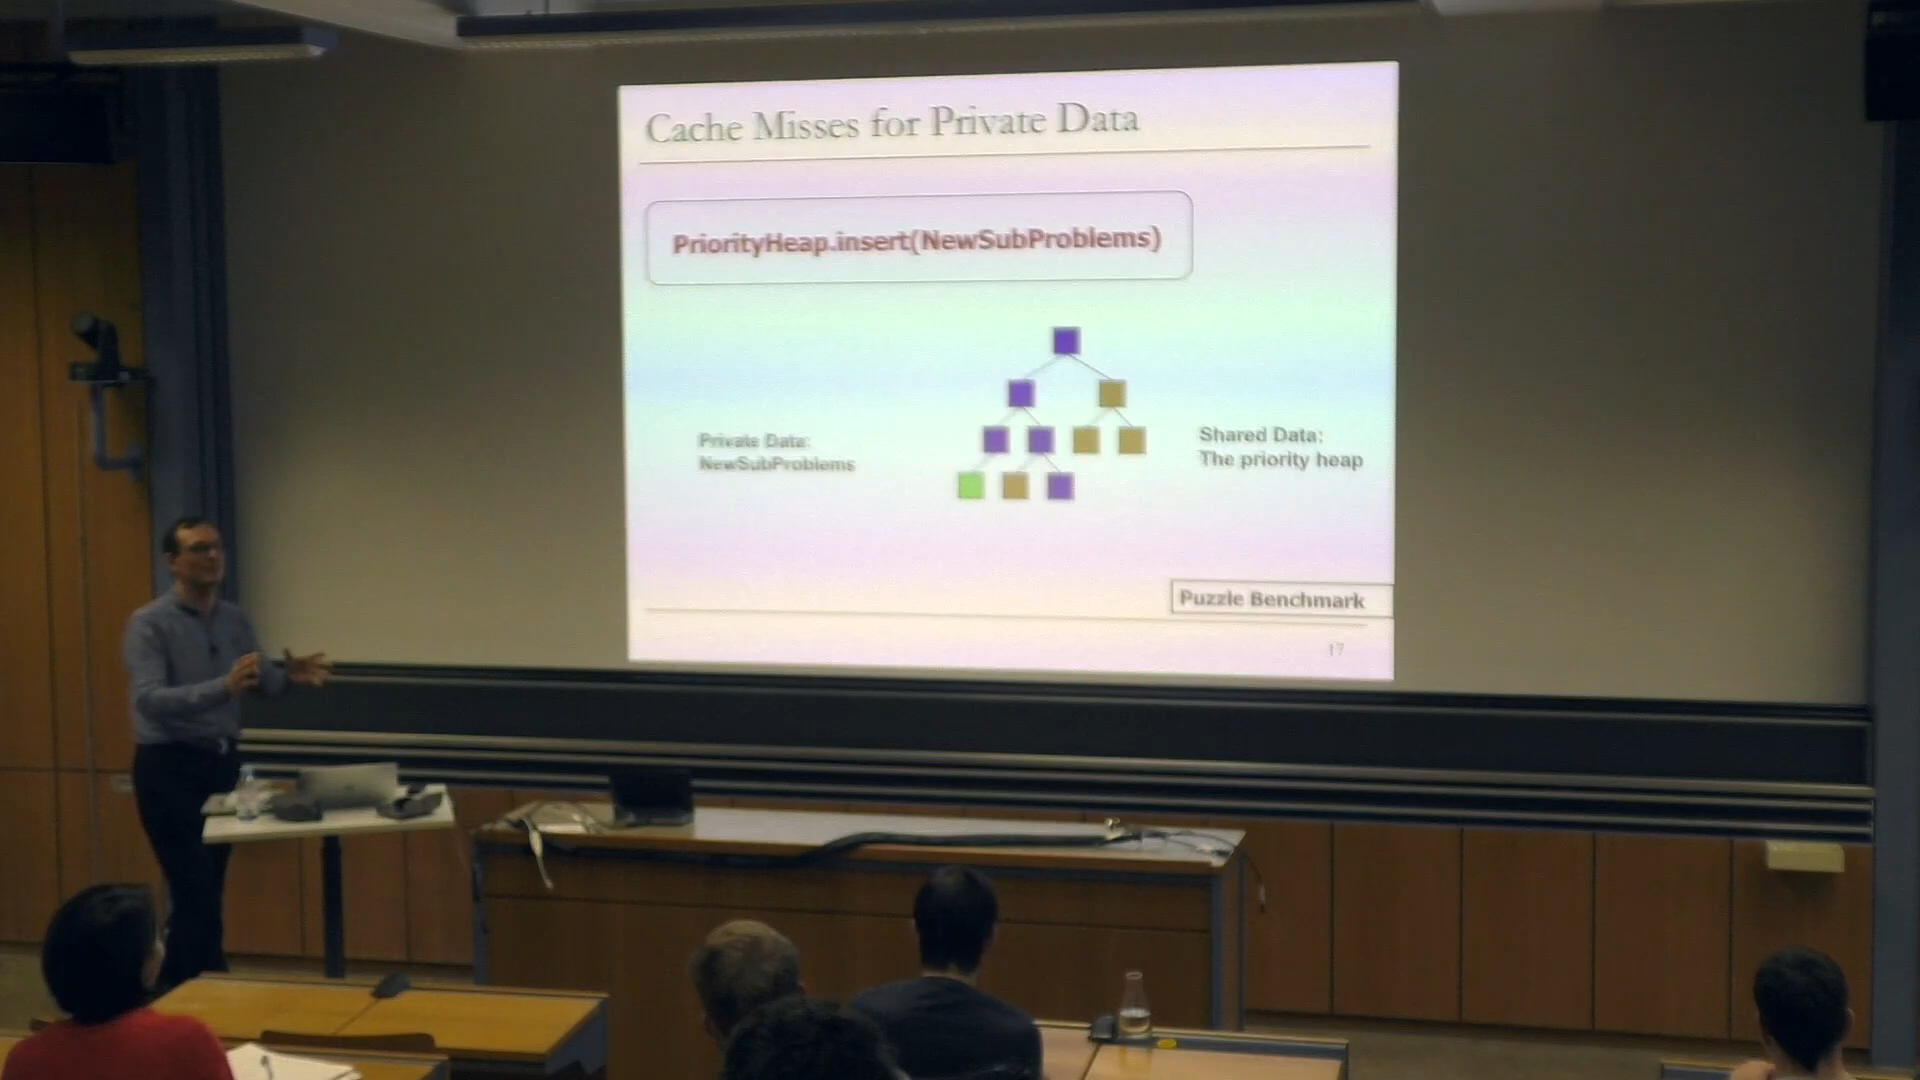 Cache Misses for Private Data
PriorityHeap.insert(NewSubProblems)
Private Data:
NewSubProblems
Shared Data:
The priority heap
Puzzle Benchmark
17